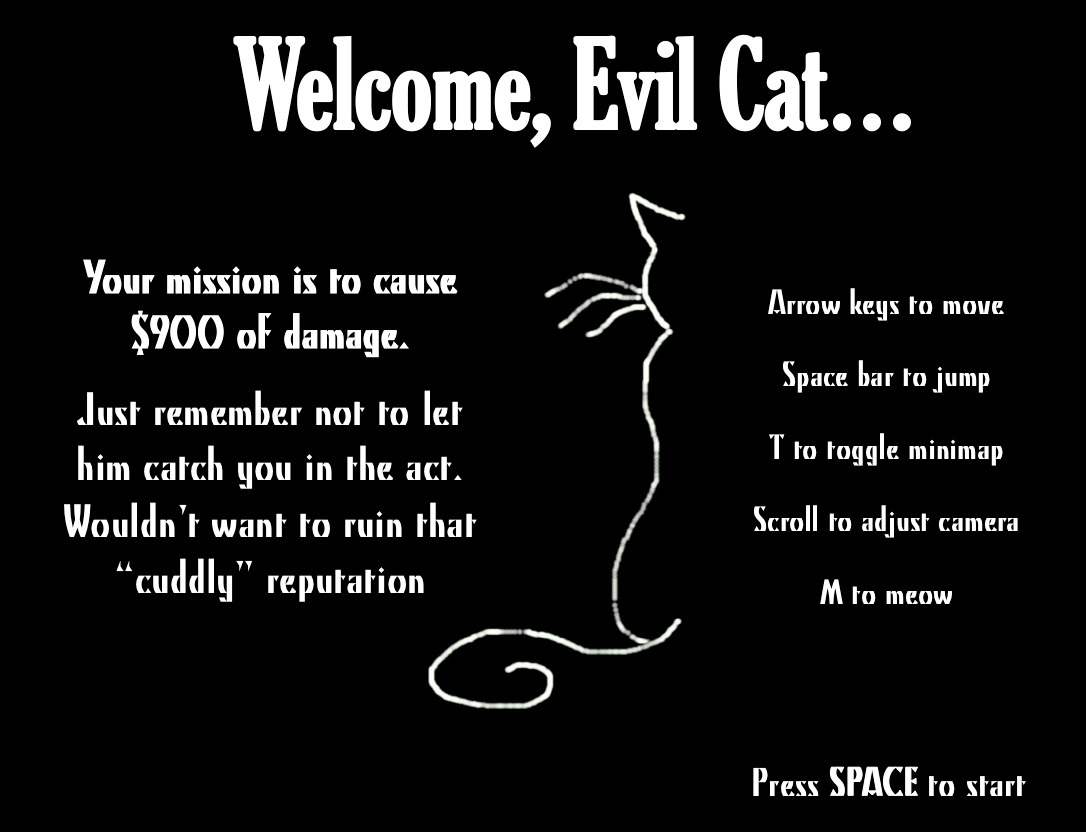 Welcome, Evil Cat...
Your mission is to cause
$900 of damage.
Just remember not to let
him catch you in the act.
Wouldn't want to ruin that
“cuddly” reputation
Arrow keys to move
Space bar to jump
T to toggle minimap
Scroll to adjust camera
M to meow
Press SPACE to start